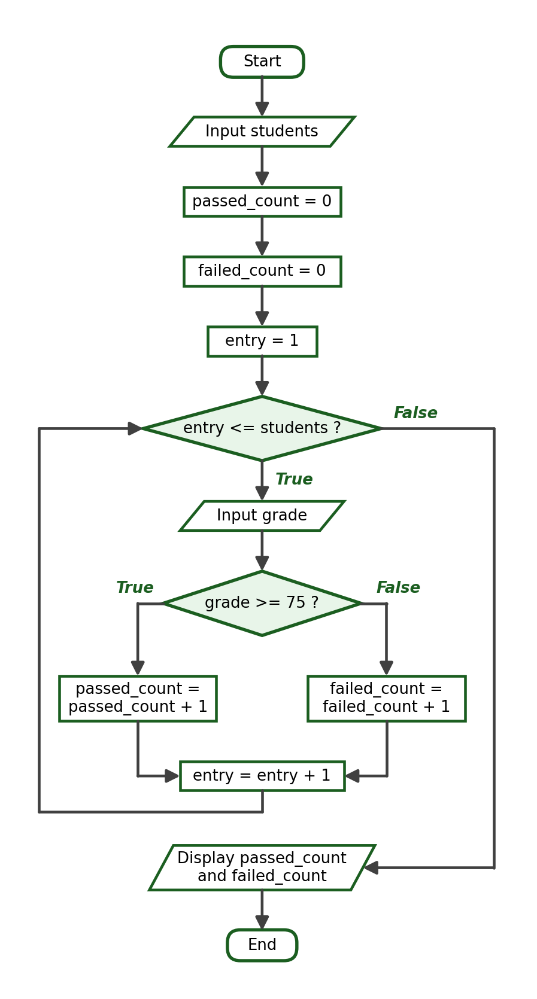 Start
Input students
passed_count = 0
failed_count = 0
entry = 1
entry <= students ?
False
True
Input grade
grade >= 75 ?
True
False
passed_count =
passed_count + 1
failed_count =
failed_count + 1
entry = entry + 1
Display passed_count
and failed_count
End